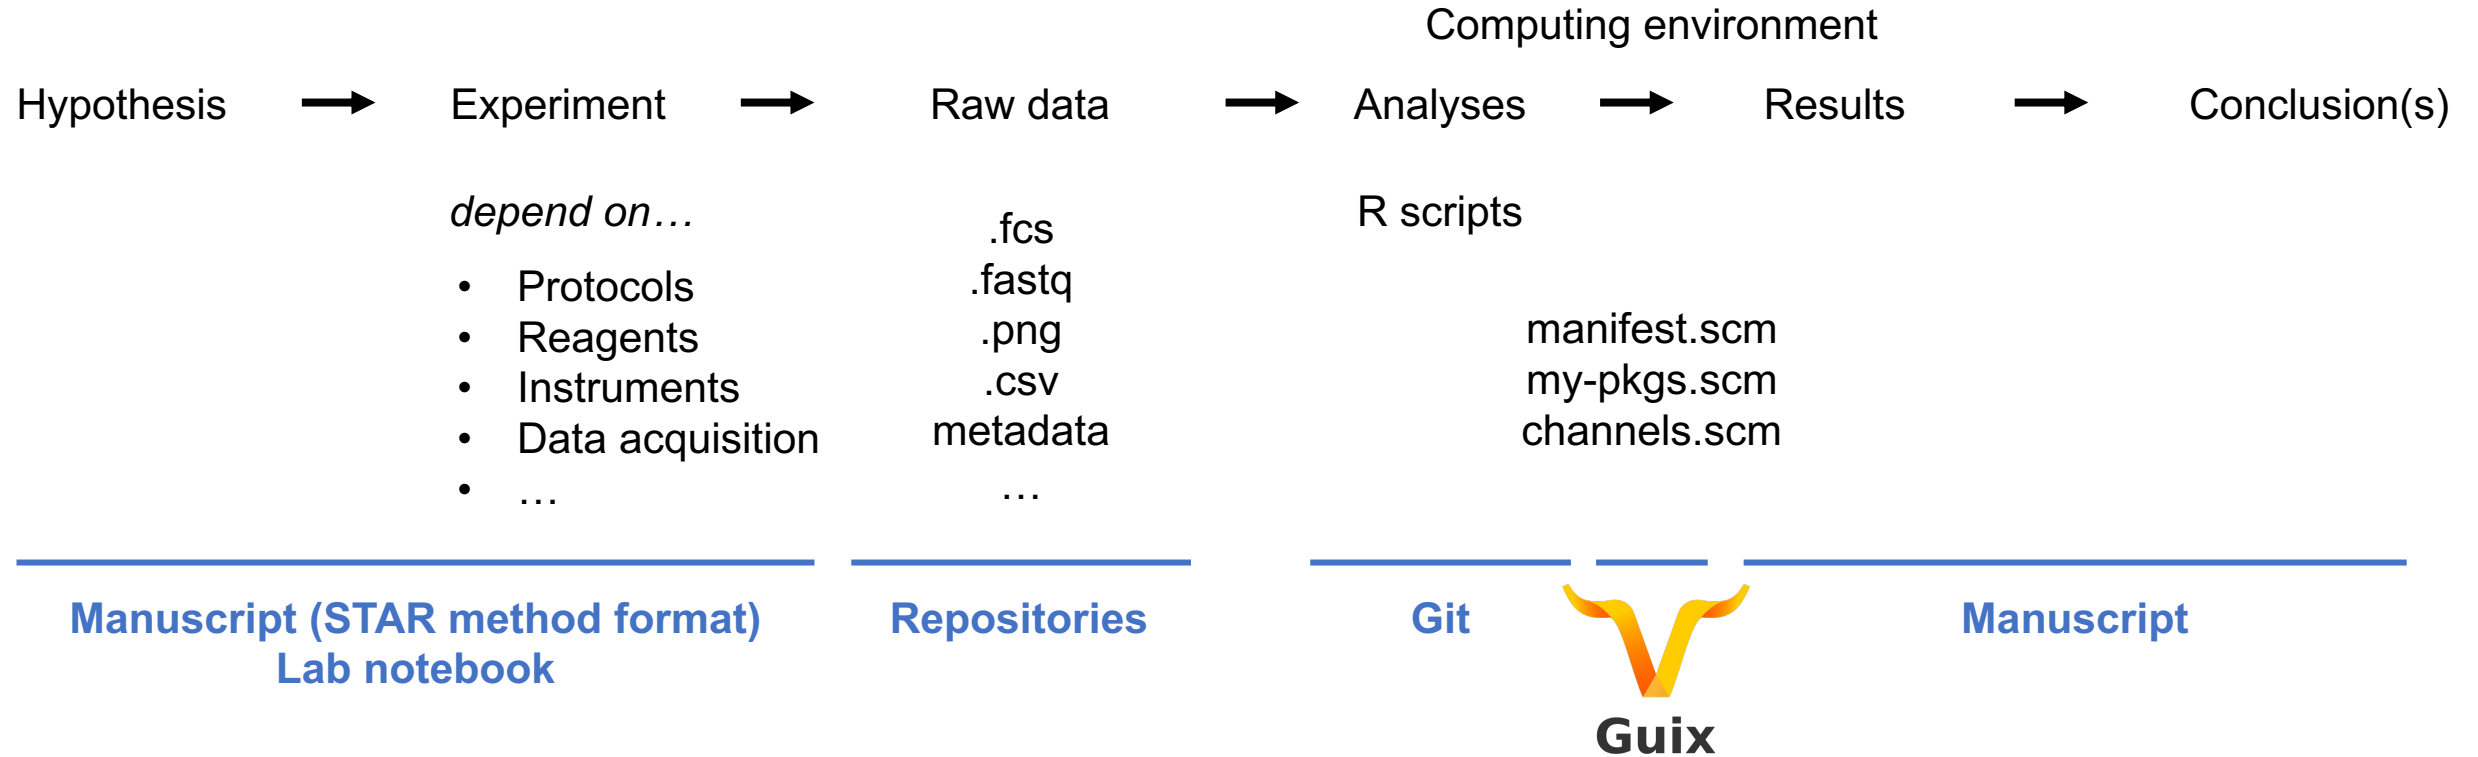 Computing environment
Hypothesis
Experiment
Raw data
Analyses
Results
Conclusion(s)
depend on…
• Protocols
• Reagents
• Instruments
• Data acquisition
• …
.fcs
.fastq
.png
.csv
metadata
…
R scripts
manifest.scm
my-pkgs.scm
channels.scm
Manuscript (STAR method format)
Lab notebook
Repositories
Git
Guix
Manuscript